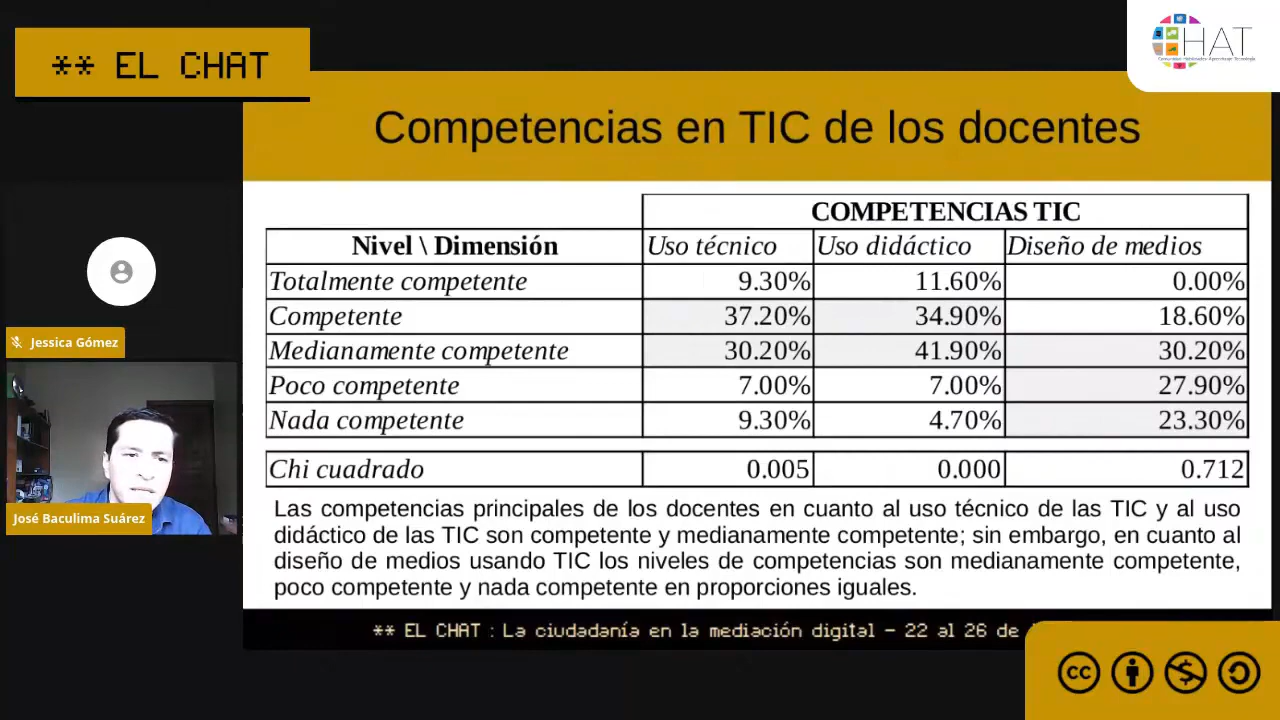 ** EL CHAT
CHAT
Competencias en TIC de los docentes
COMPETENCIAS TIC
Nivel \ Dimensión Uso técnico Uso didáctico Diseño de medios
Totalmente competente 9.30% 11.60% 0.00%
Competente 37.20% 34.90% 18.60%
Medianamente competente 30.20% 41.90% 30.20%
Poco competente 7.00% 7.00% 27.90%
Nada competente 9.30% 4.70% 23.30%
Chi cuadrado 0.005 0.000 0.712
Las competencias principales de los docentes en cuanto al uso técnico de las TIC y al uso
didáctico de las TIC son competente y medianamente competente; sin embargo, en cuanto al
diseño de medios usando TIC los niveles de competencias son medianamente competente,
poco competente y nada competente en proporciones iguales.
Jessica Gómez
José Baculima Suárez
** EL CHAT : La ciudadanía en la mediación digital - 22 al 26 de
cc